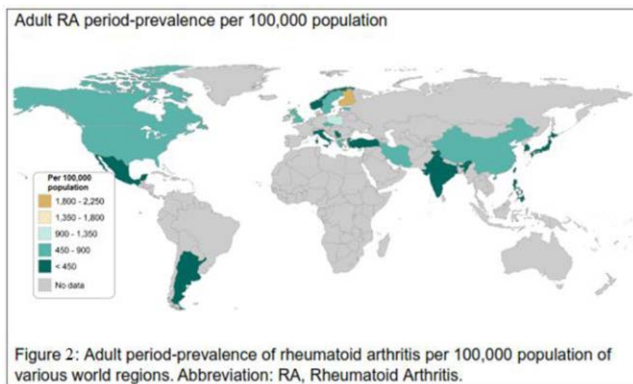 Adult RA period-prevalence per 100,000 population
Per 100,000
population
1,800 - 2,250
1,350 - 1,800
900 - 1,350
450 - 900
< 450
No data
Figure 2: Adult period-prevalence of rheumatoid arthritis per 100,000 population of
various world regions. Abbreviation: RA, Rheumatoid Arthritis.